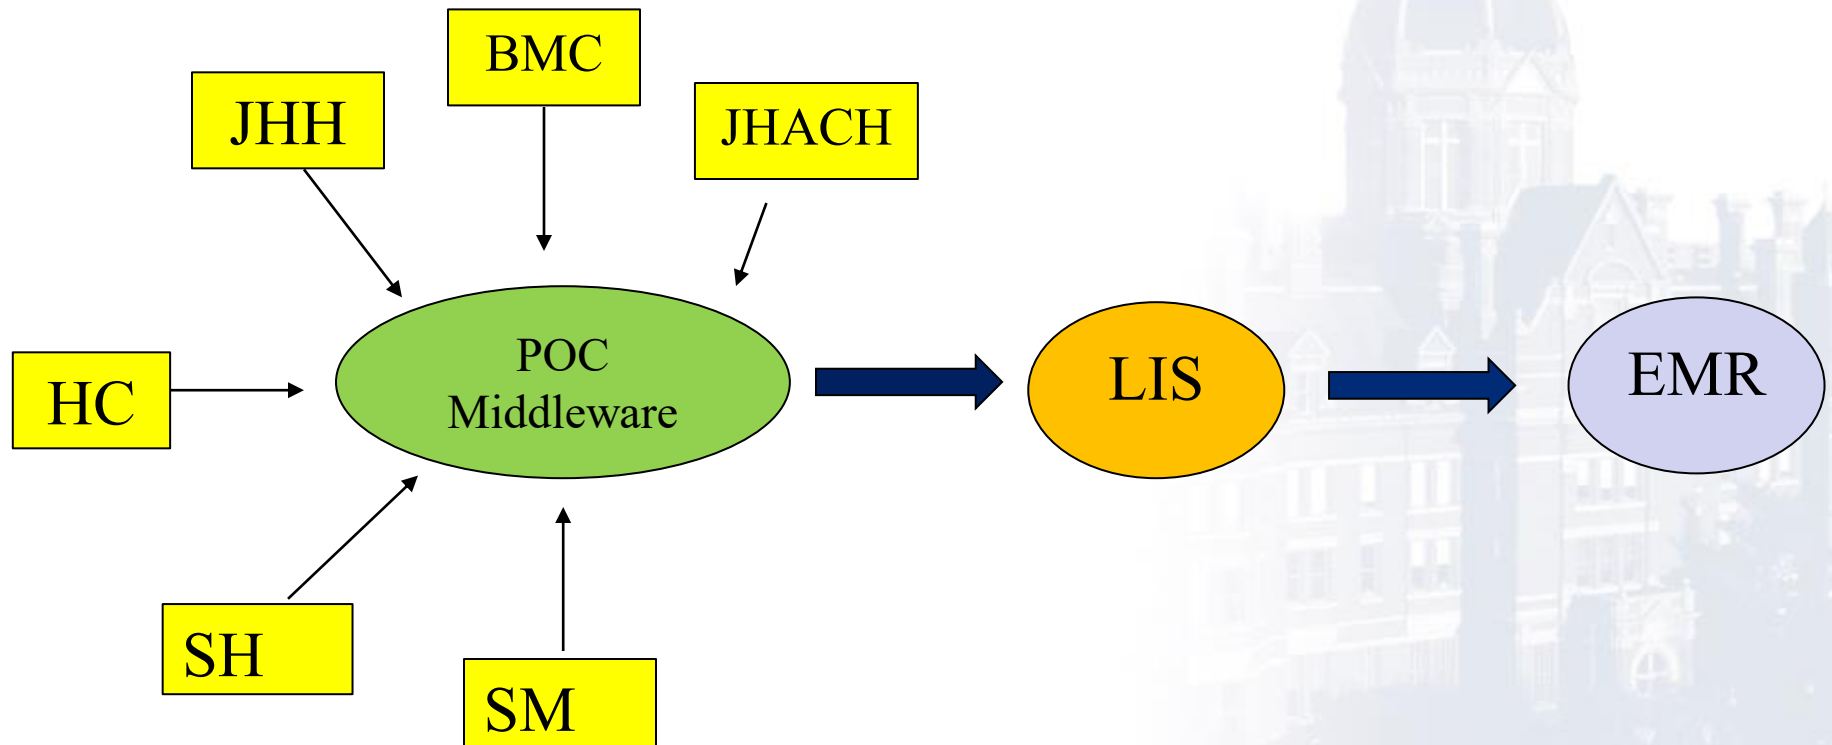 BMC
JHH
JHACH
POC
Middleware
LIS
EMR
HC
SH
SM